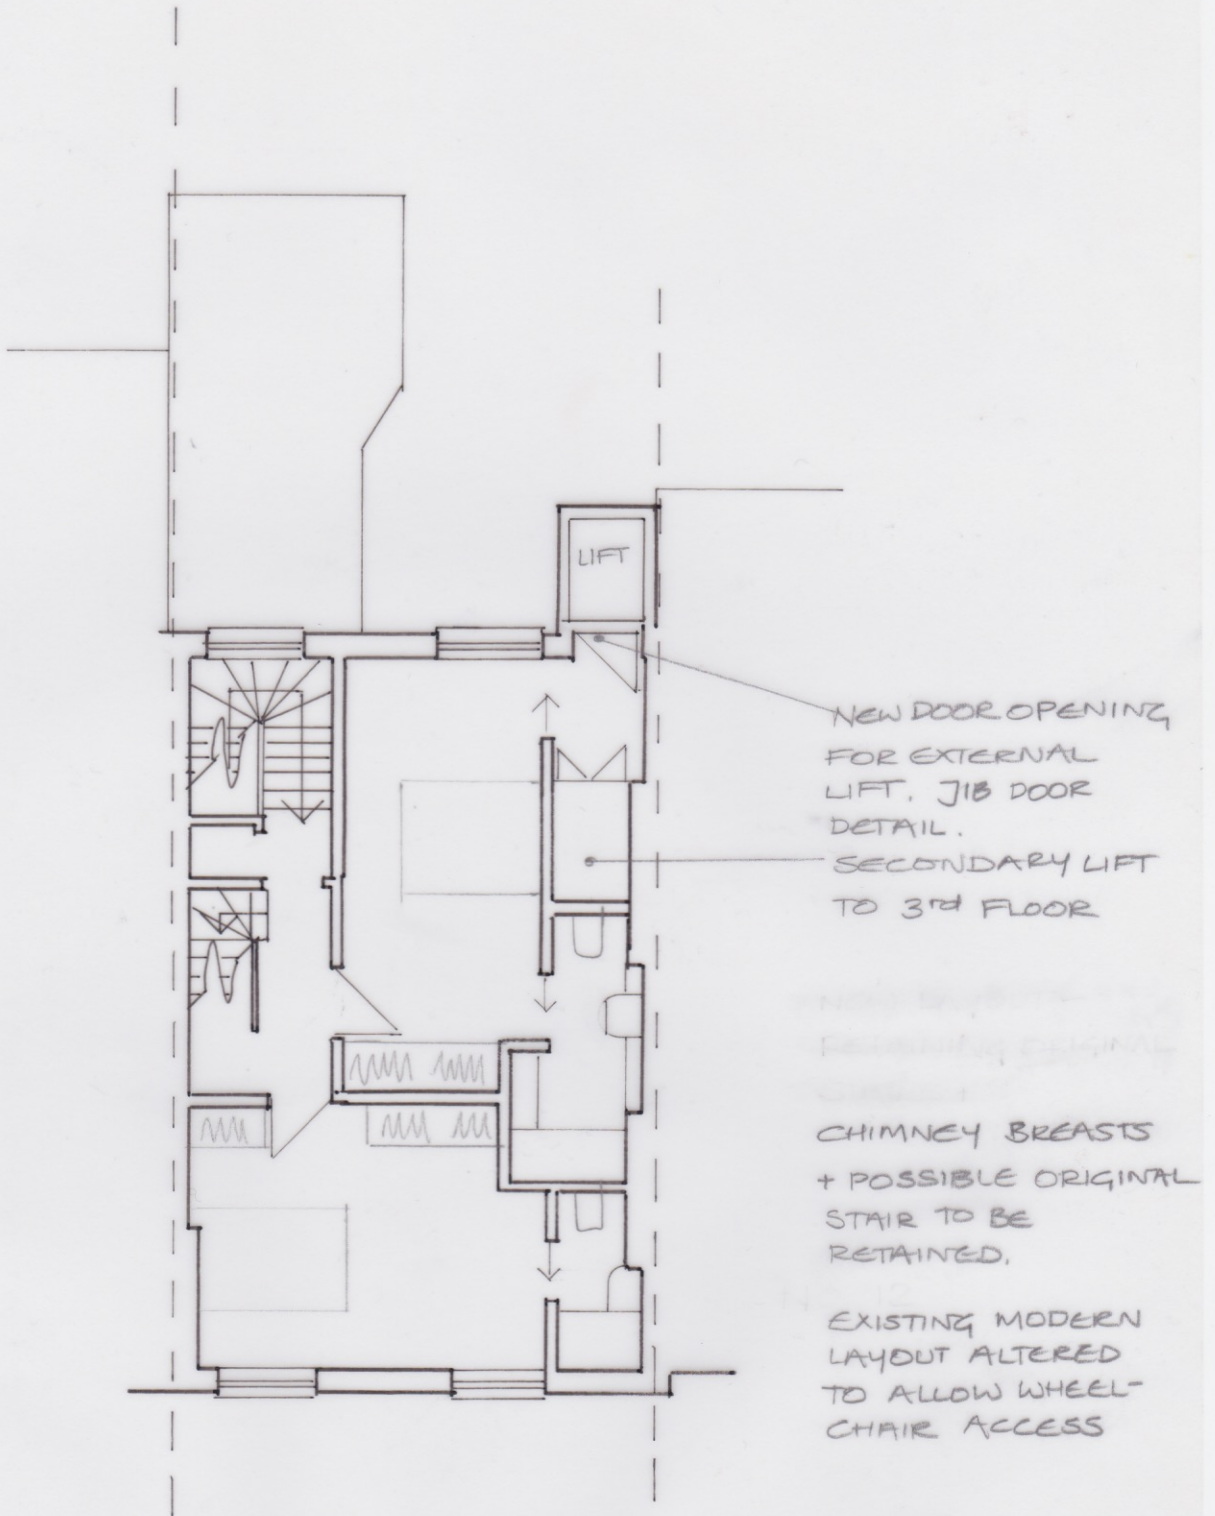 LIFT
NEW DOOR OPENING
FOR EXTERNAL
LIFT. JIB DOOR
DETAIL.
SECONDARY LIFT
TO 3rd FLOOR
CHIMNEY BREASTS
+ POSSIBLE ORIGINAL
STAIR TO BE
RETAINED.
EXISTING MODERN
LAYOUT ALTERED
TO ALLOW WHEEL-
CHAIR ACCESS